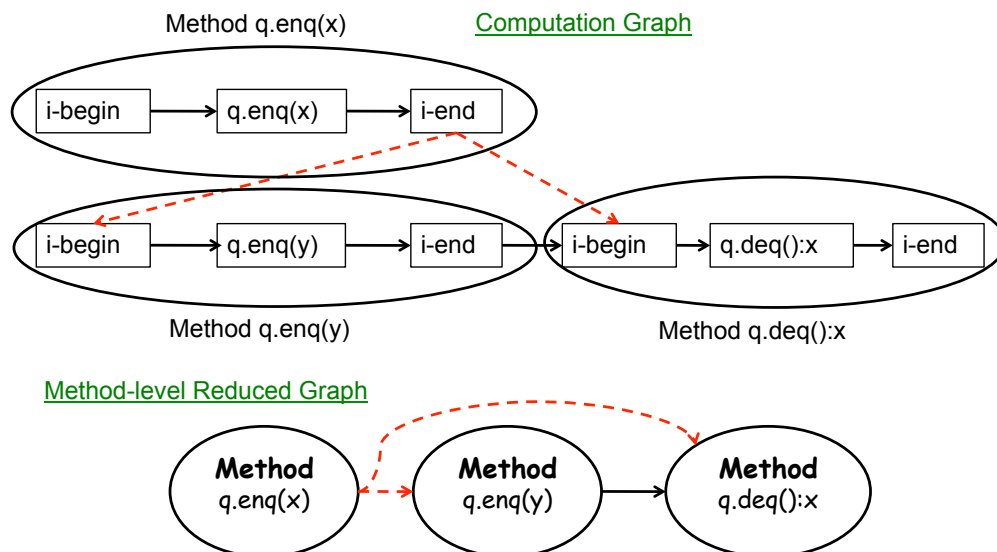 Method q.enq(x)
Computation Graph
i-begin
q.enq(x)
i-end
i-begin
q.enq(y)
i-end
i-begin
q.deq():x
i-end
Method q.enq(y)
Method q.deq():x
Method-level Reduced Graph
Method
q.enq(x)
Method
q.enq(y)
Method
q.deq():x